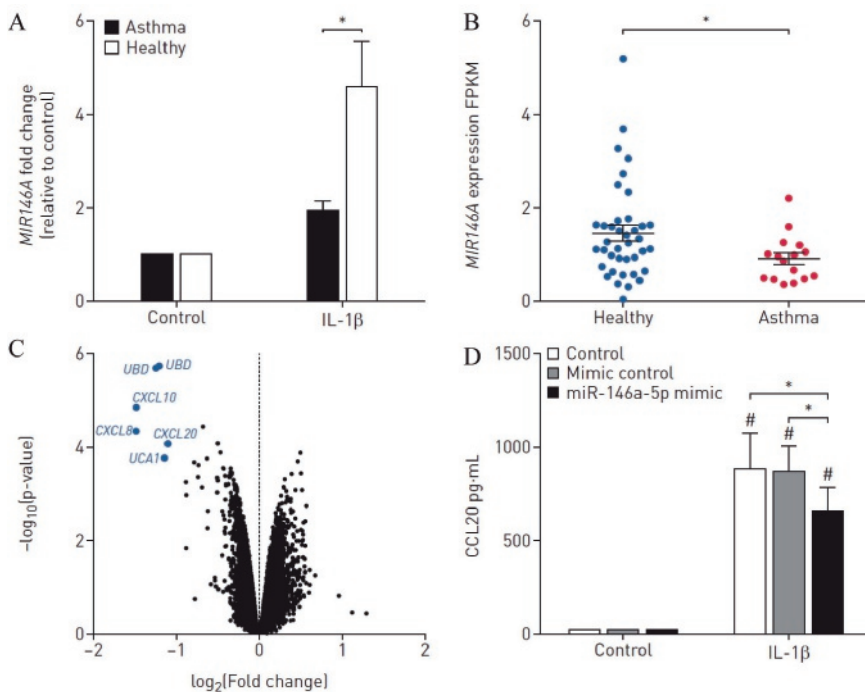 A
Asthma
Healthy
*
MIR146A fold change
(relative to control)
6
4
2
0
Control
IL-1β
B
*
MIR146A expression FPKM
6
4
2
0
Healthy
Asthma
C
UBD
UBD
CXCL10
CXCL8
CXCL20
UCA1
−log10(p-value)
6
4
2
0
−2
−1
0
1
2
log2(Fold change)
D
Control
Mimic control
miR-146a-5p mimic
*
*
#
#
#
CCL20 pg·mL
1500
1000
500
0
Control
IL-1β